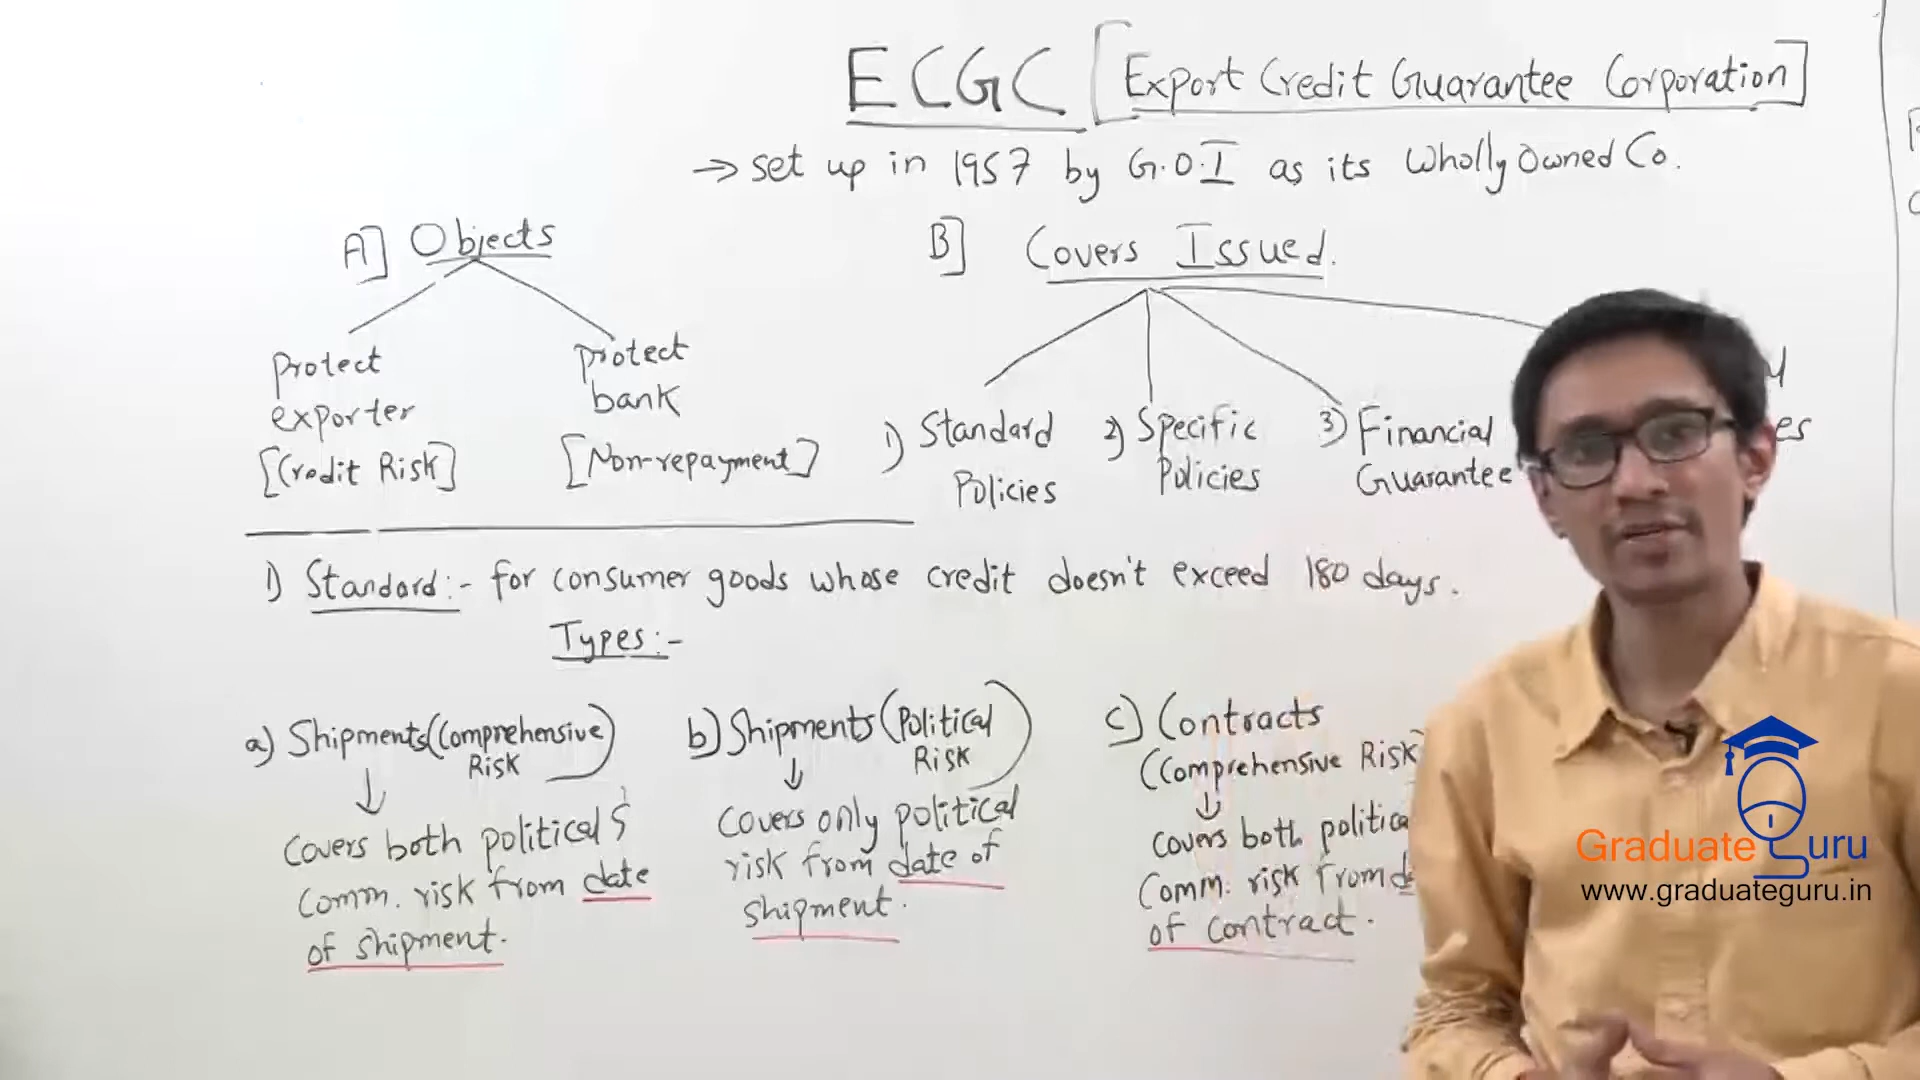 ECGC [Export Credit Guarantee Corporation]
→ set up in 1957 by G.O.I as its Wholly Owned Co.
A] Objects
Protect
exporter
[Credit Risk]
protect
bank
[Non-repayment]
B] Covers Issued.
1) Standard
Policies
2) Specific
Policies
3) Financial
Guarantee
1) Standard:- for consumer goods whose credit doesn't exceed 180 days.
Types:-
a) Shipments (Comprehensive
Risk)
↓
Covers both political &
Comm. risk from date
of shipment.
b) Shipments (Political
Risk)
↓
Covers only political
risk from date of
shipment.
c) Contracts
(Comprehensive Risk
↓
covers both politica
Comm. risk from d
of contract.
Graduate Guru
www.graduateguru.in